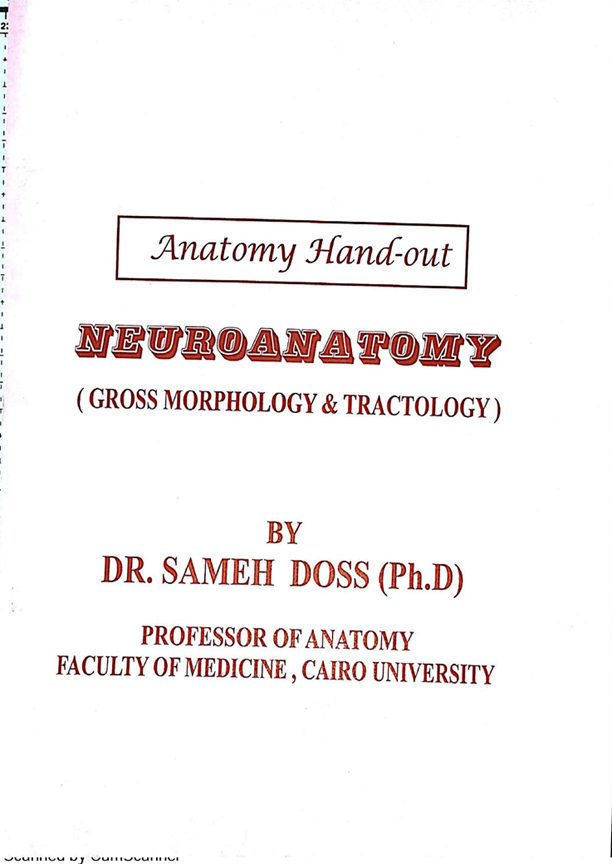 Anatomy Hand-out
NEUROANATOMY
( GROSS MORPHOLOGY & TRACTOLOGY )
BY
DR. SAMEH DOSS (Ph.D)
PROFESSOR OF ANATOMY
FACULTY OF MEDICINE , CAIRO UNIVERSITY
Scanned by CamScanner